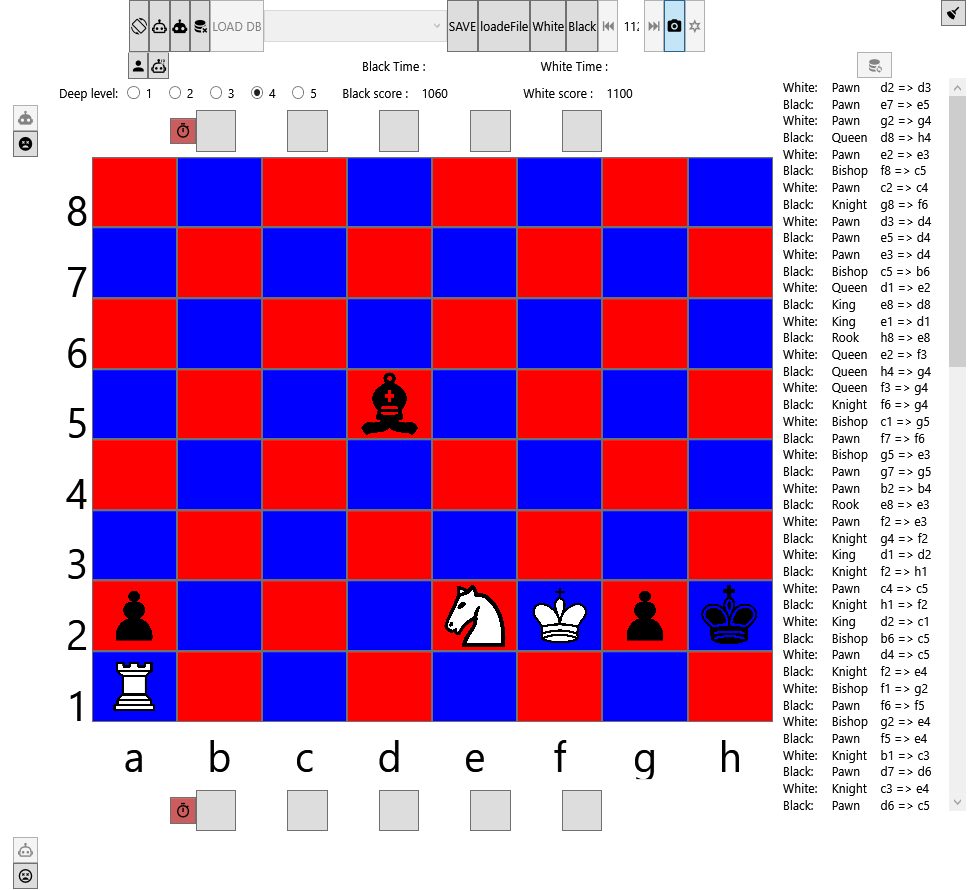 LOAD DB SAVE loadeFile White Black 112
Black Time : White Time :
Deep level: 1 2 3 4 5 Black score : 1060 White score : 1100
White: Pawn d2 => d3
Black: Pawn e7 => e5
White: Pawn g2 => g4
Black: Queen d8 => h4
White: Pawn e2 => e3
Black: Bishop f8 => c5
White: Pawn c2 => c4
Black: Knight g8 => f6
White: Pawn d3 => d4
Black: Pawn e5 => d4
White: Pawn e3 => d4
Black: Bishop c5 => b6
White: Queen d1 => e2
Black: King e8 => d8
White: King e1 => d1
Black: Rook h8 => e8
White: Queen e2 => f3
Black: Queen h4 => g4
White: Queen f3 => g4
Black: Knight f6 => g4
White: Bishop c1 => g5
Black: Pawn f7 => f6
White: Bishop g5 => e3
Black: Pawn g7 => g5
White: Pawn b2 => b4
Black: Rook e8 => e3
White: Pawn f2 => e3
Black: Knight g4 => f2
White: King d1 => d2
Black: Knight f2 => h1
White: Pawn c4 => c5
Black: Knight h1 => f2
White: King d2 => c1
Black: Bishop b6 => c5
White: Pawn d4 => c5
Black: Knight f2 => e4
White: Bishop f1 => g2
Black: Pawn f6 => f5
White: Bishop g2 => e4
Black: Pawn f5 => e4
White: Knight b1 => c3
Black: Pawn d7 => d6
White: Knight c3 => e4
Black: Pawn d6 => c5
8
7
6
5
4
3
2
1
a b c d e f g h